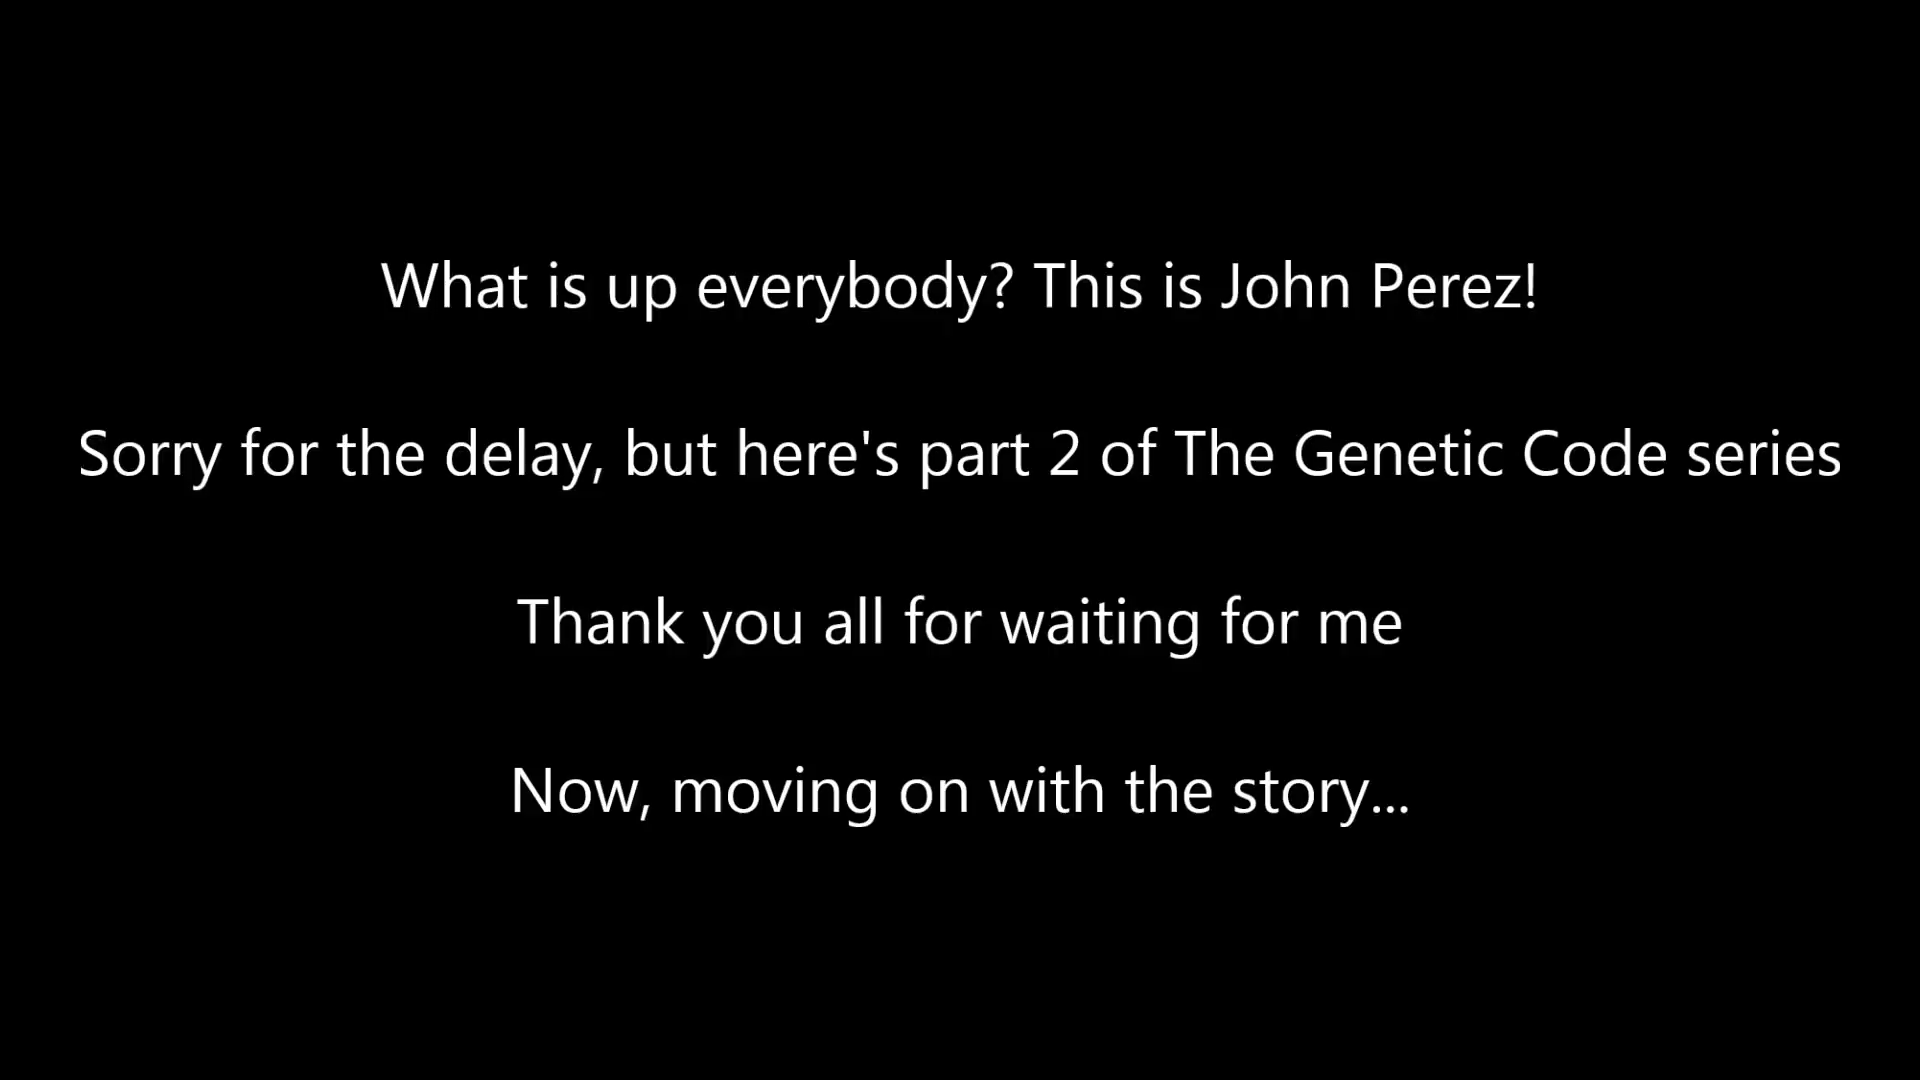 What is up everybody? This is John Perez!
Sorry for the delay, but here's part 2 of The Genetic Code series
Thank you all for waiting for me
Now, moving on with the story...